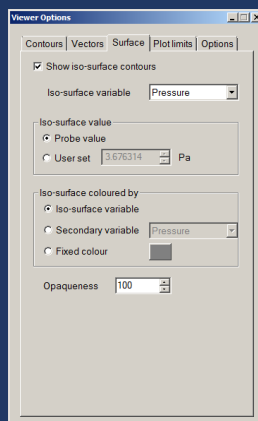 Viewer Options
Contours Vectors Surface Plot limits Options
Show iso-surface contours
Iso-surface variable Pressure
Iso-surface value
Probe value
User set 3.676314 Pa
Iso-surface coloured by
Iso-surface variable
Secondary variable Pressure
Fixed colour
Opaqueness 100